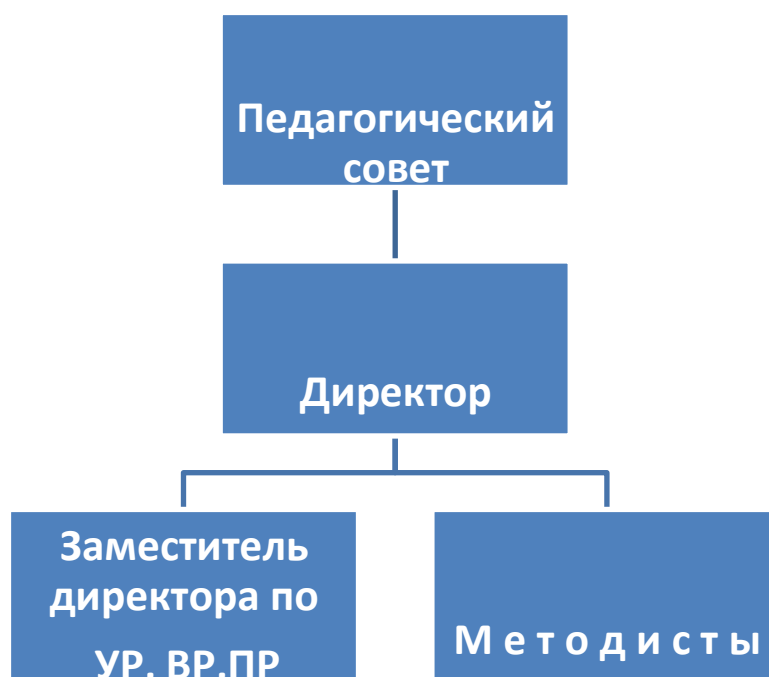 Педагогический
совет
Директор
Заместитель
директора по
УР. ВР.ПР
М е т о д и с т ы